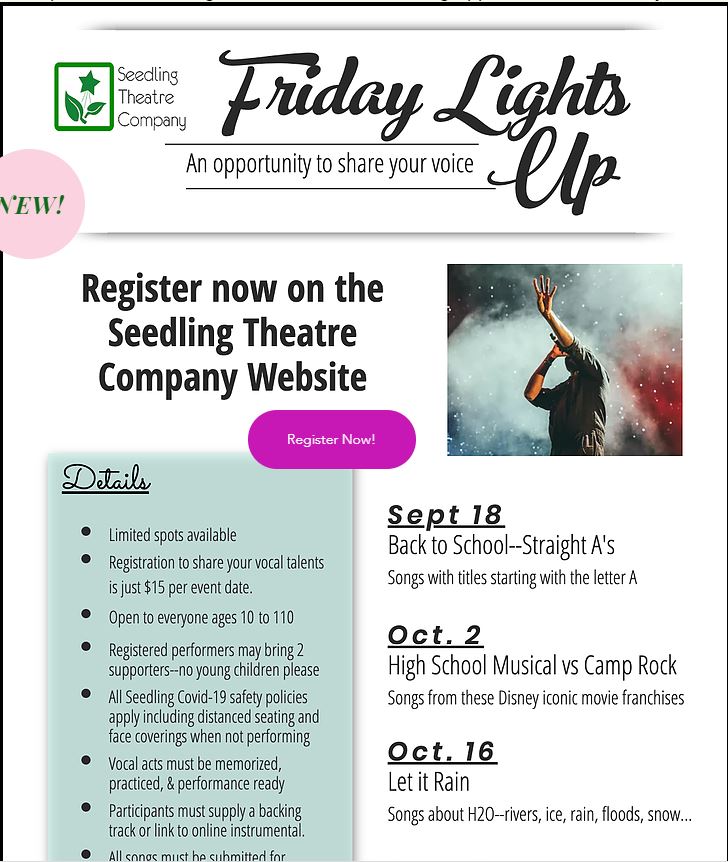 Seedling
Theatre
Company
Friday Lights
Up
An opportunity to share your voice
NEW!
Register now on the
Seedling Theatre
Company Website
Register Now!
Details
Limited spots available
Registration to share your vocal talents
is just $15 per event date.
Open to everyone ages 10 to 110
Registered performers may bring 2
supporters--no young children please
All Seedling Covid-19 safety policies
apply including distanced seating and
face coverings when not performing
Vocal acts must be memorized,
practiced, & performance ready
Participants must supply a backing
track or link to online instrumental.
All songs must be submitted for
Sept 18
Back to School--Straight A's
Songs with titles starting with the letter A
Oct. 2
High School Musical vs Camp Rock
Songs from these Disney iconic movie franchises
Oct. 16
Let it Rain
Songs about H2O--rivers, ice, rain, floods, snow...